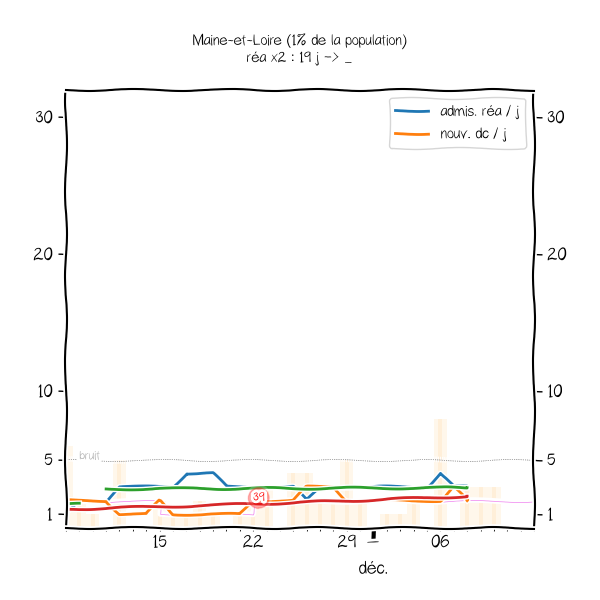 Maine-et-Loire (1% de la population)
réa x2 : 19 j -> _
admis. réa / j
nouv. dc / j
30
30
20
20
10
10
5
bruit
5
39
1
1
15
22
29
06
déc.